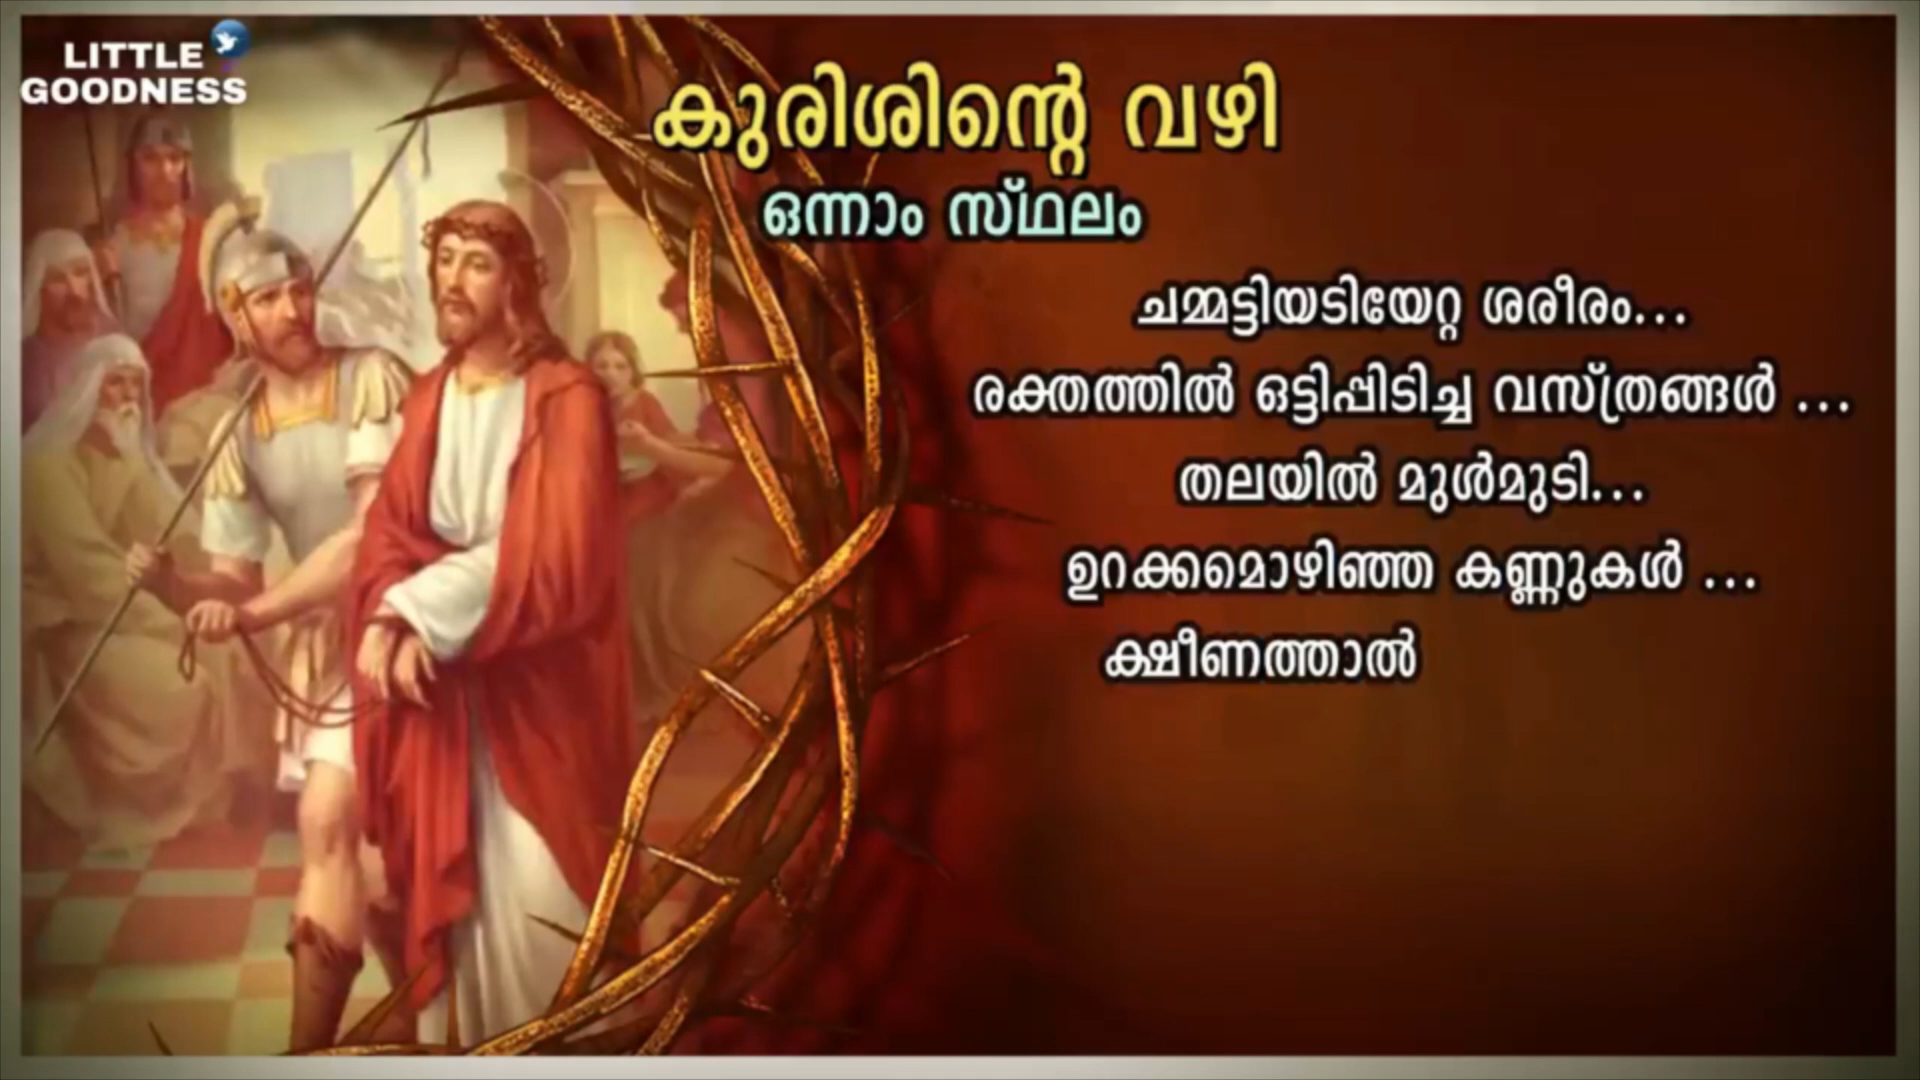 LITTLE
GOODNESS
കുരിശിന്റെ വഴി
ഒന്നാം സ്ഥലം
ചമ്മട്ടിയടിയേറ്റ ശരീരം...
രക്തത്തിൽ ഒട്ടിപ്പിടിച്ച വസ്ത്രങ്ങൾ ...
തലയിൽ മുൾമുടി...
ഉറക്കമൊഴിഞ്ഞ കണ്ണുകൾ ...
ക്ഷീണത്താൽ